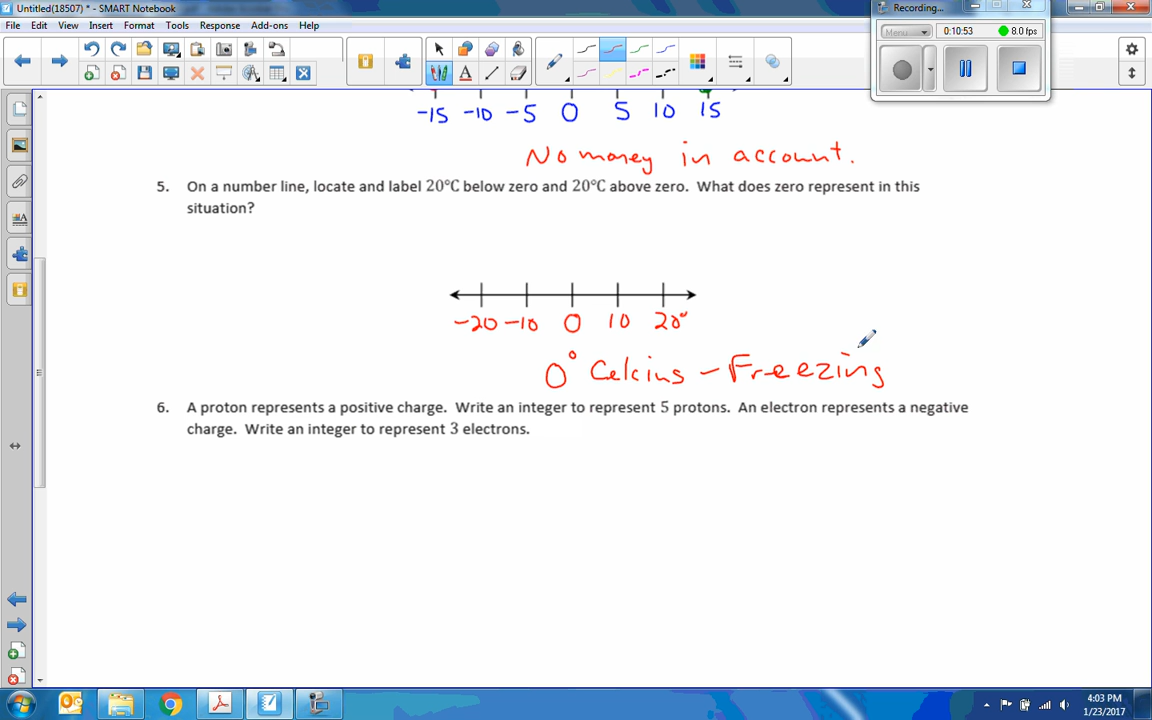 Untitled(18507) * - SMART Notebook
Recording...
File Edit View Insert Format Tools Response Add-ons Help
Menu 0:10:53 8.0 fps
-15 -10 -5 0 5 10 15
No money in account.
5. On a number line, locate and label 20°C below zero and 20°C above zero. What does zero represent in this
situation?
-20 -10 0 10 20°
0° Celcius - Freezing
6. A proton represents a positive charge. Write an integer to represent 5 protons. An electron represents a negative
charge. Write an integer to represent 3 electrons.
4:03 PM
1/23/2017